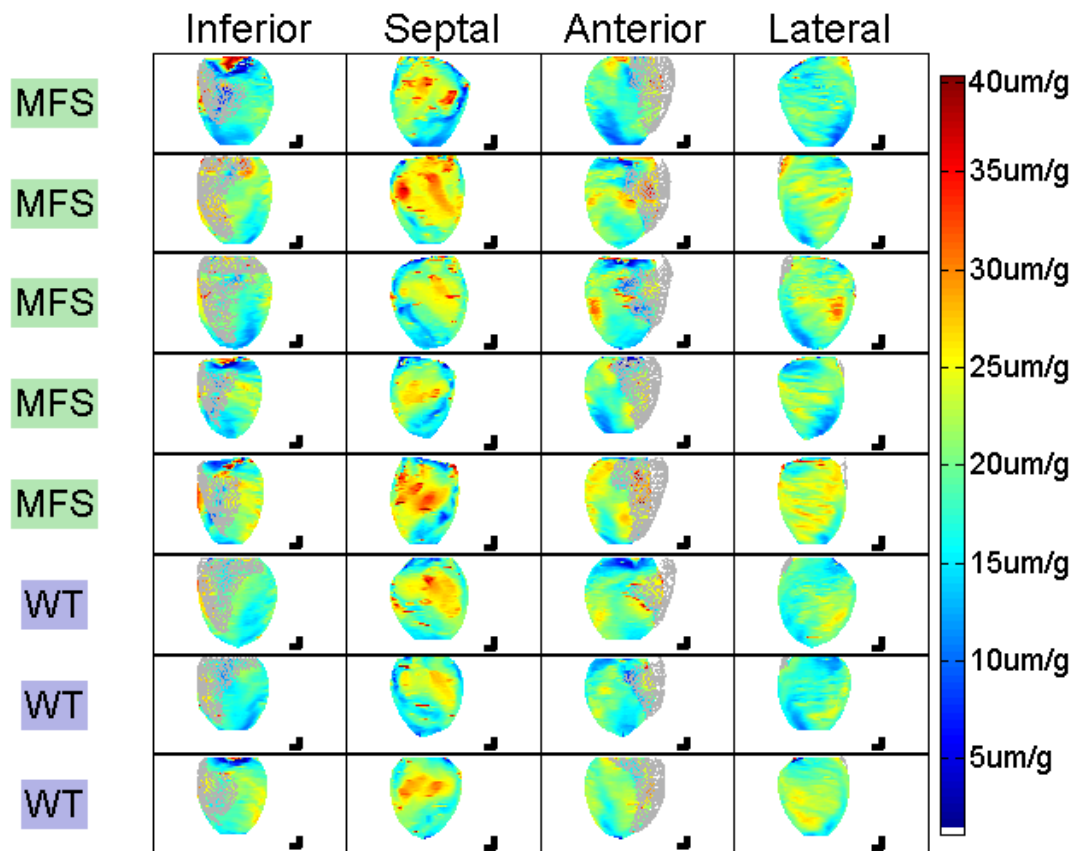 Inferior Septal Anterior Lateral
MFS
MFS
MFS
MFS
MFS
WT
WT
WT
40um/g
35um/g
30um/g
25um/g
20um/g
15um/g
10um/g
5um/g